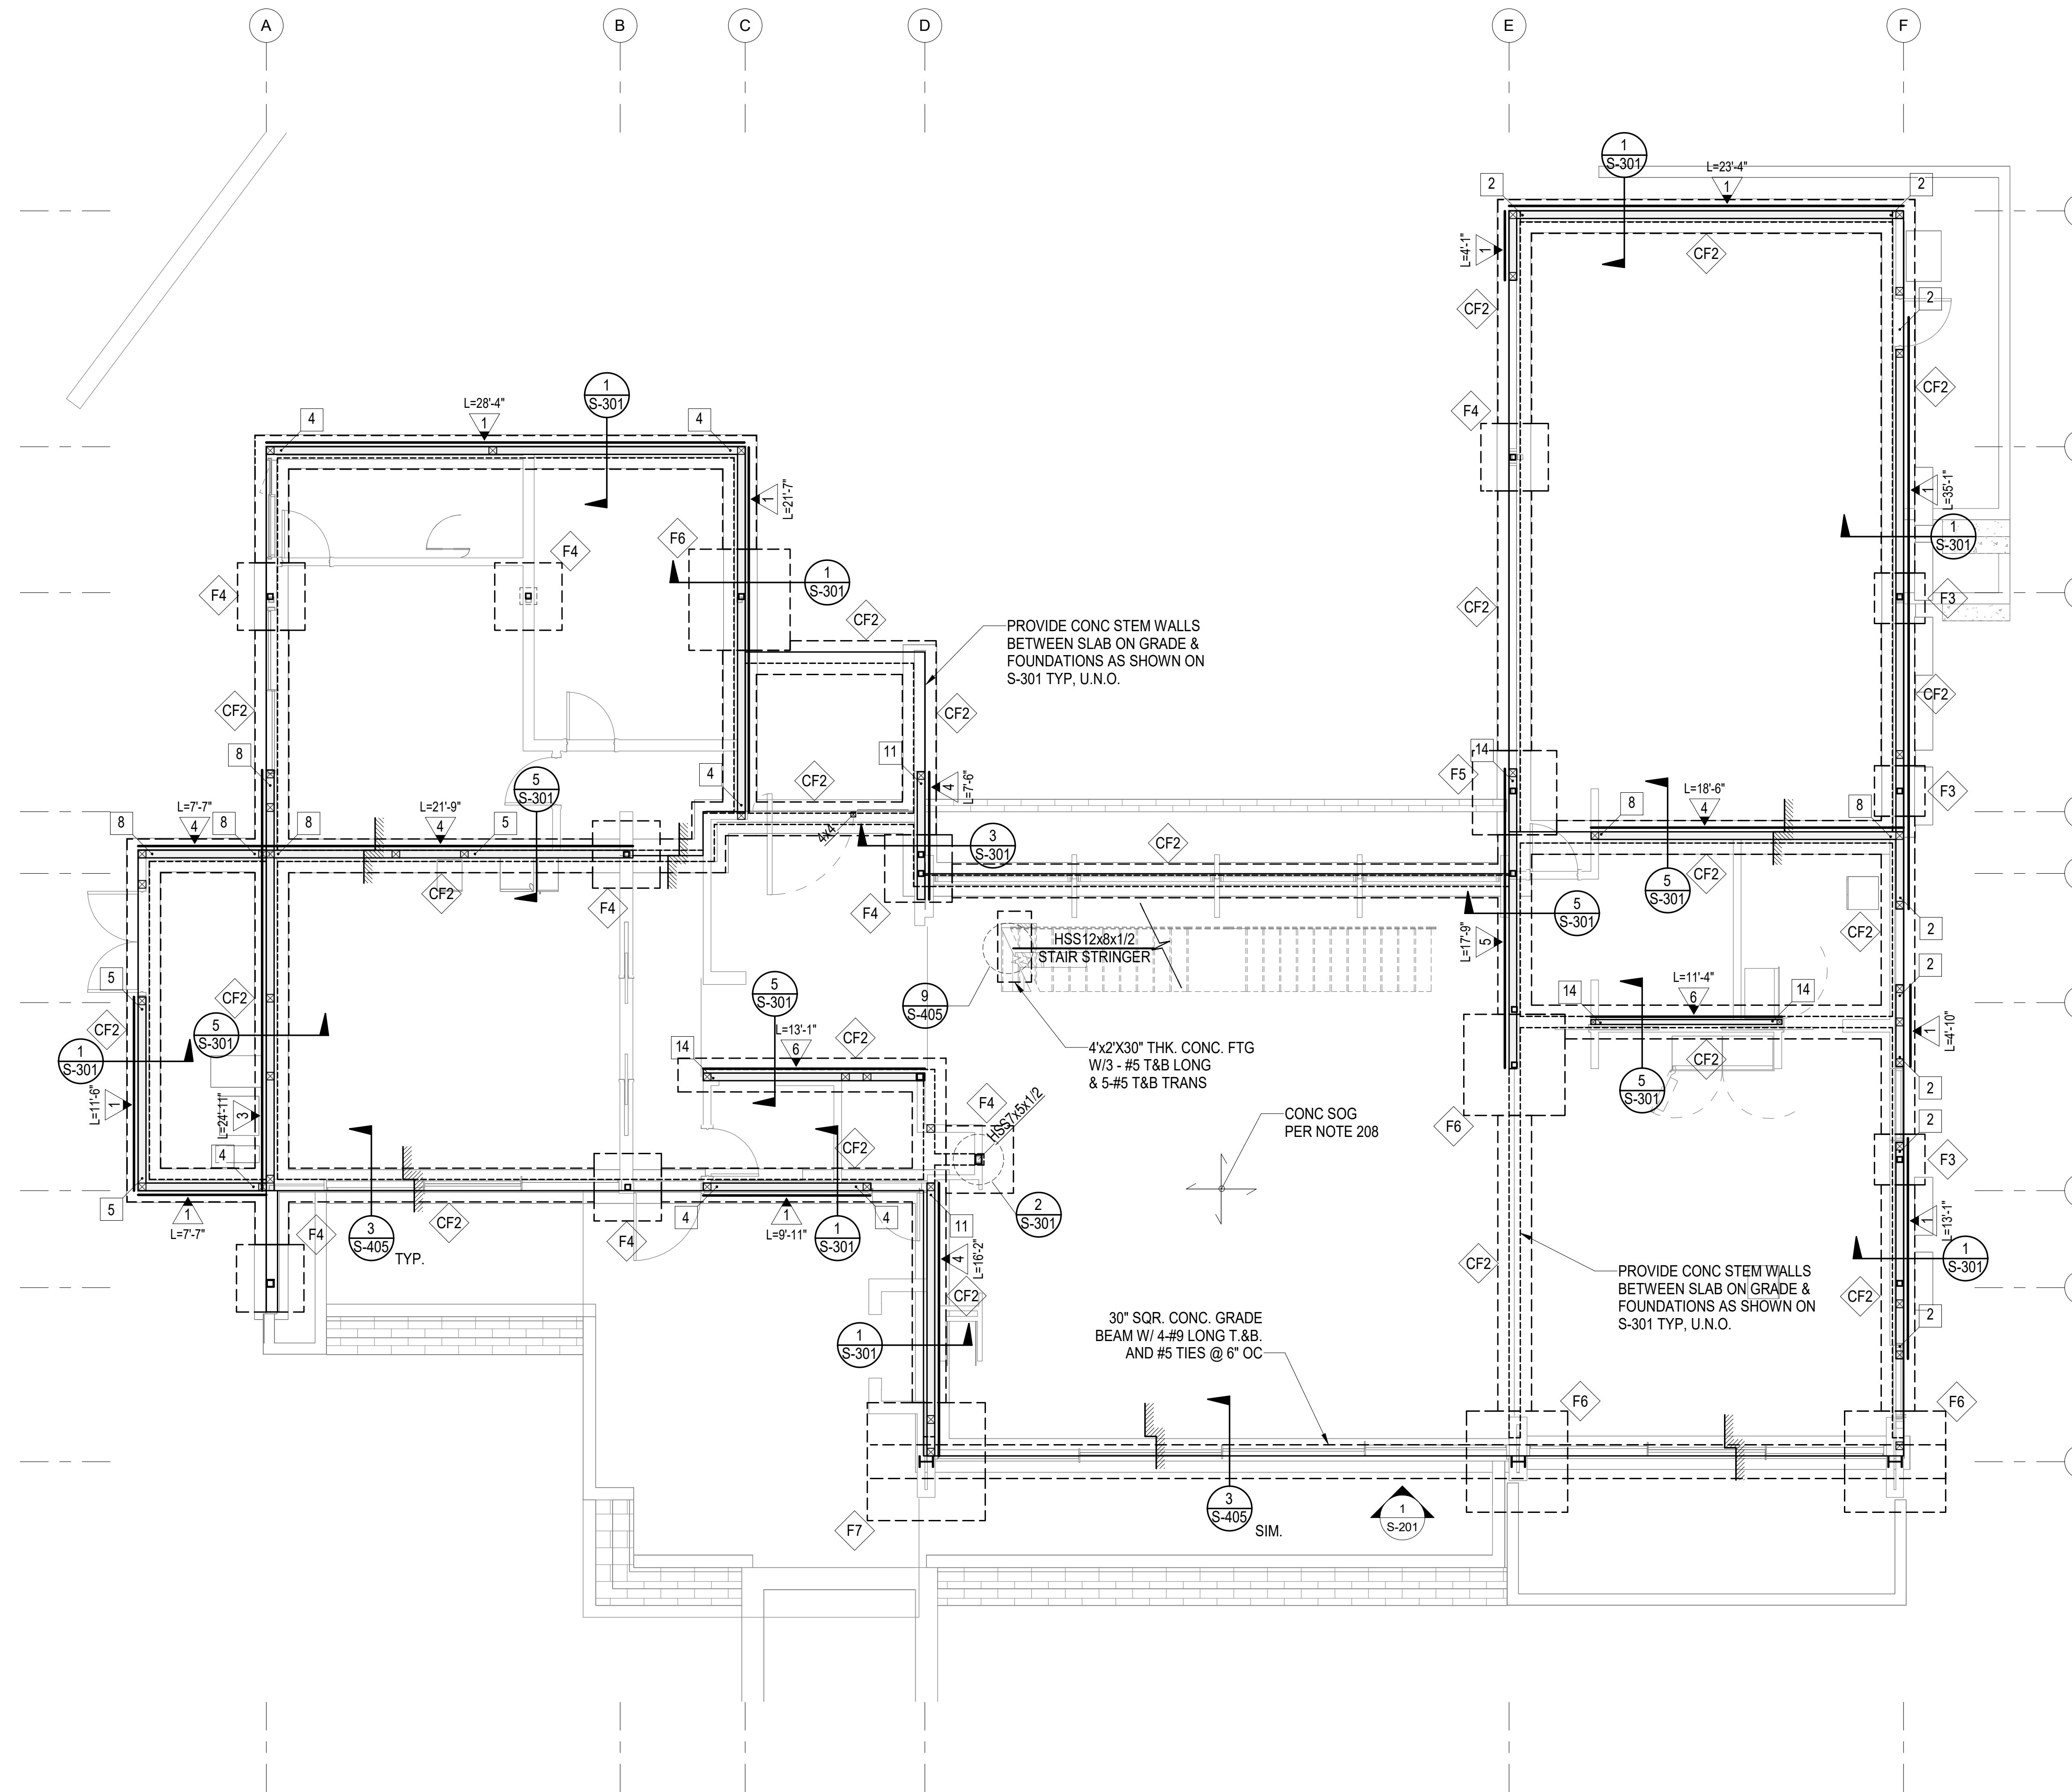 A
B
C
D
E
F
1
S-301
L=23'-4"
1
2
2
L=4'-1"
1
CF2
2
CF2
CF2
1
S-301
L=28'-4"
1
4
4
F4
L=21'-7"
1
L=35'-1"
1
1
S-301
F6
F4
F4
1
S-301
F3
CF2
PROVIDE CONC STEM WALLS
BETWEEN SLAB ON GRADE &
FOUNDATIONS AS SHOWN ON
S-301 TYP, U.N.O.
CF2
CF2
CF2
CF2
8
11
14
4
5
S-301
CF2
L=7'-6"
4
F5
L=18'-6"
4
F3
8
8
L=7'-7"
4
8
8
L=21'-9"
4
5
8
4x4
3
S-301
CF2
5
S-301
CF2
CF2
F4
F4
5
S-301
2
CF2
HSS12x8x1/2
STAIR STRINGER
L=17'-9"
5
2
5
CF2
5
S-301
9
S-405
L=11'-4"
6
14
14
CF2
5
S-301
1
S-301
L=13'-1"
6
CF2
14
4'x2'X30" THK. CONC. FTG
W/3 - #5 T&B LONG
& 5-#5 T&B TRANS
L=4'-10"
1
CF2
5
S-301
2
L=11'-6"
1
L=24'-11"
3
F4
HSS7x5x1/2
CONC SOG
PER NOTE 208
F6
2
4
CF2
F3
5
1
L=7'-7"
F4
3
S-405
TYP.
CF2
F4
4
1
L=9'-11"
1
S-301
4
11
2
S-301
L=13'-1"
1
1
S-301
L=16'-2"
4
CF2
CF2
PROVIDE CONC STEM WALLS
BETWEEN SLAB ON GRADE &
FOUNDATIONS AS SHOWN ON
S-301 TYP, U.N.O.
CF2
2
1
S-301
30" SQR. CONC. GRADE
BEAM W/ 4-#9 LONG T.&B.
AND #5 TIES @ 6" OC
F6
F6
F7
3
S-405
SIM.
1
S-201